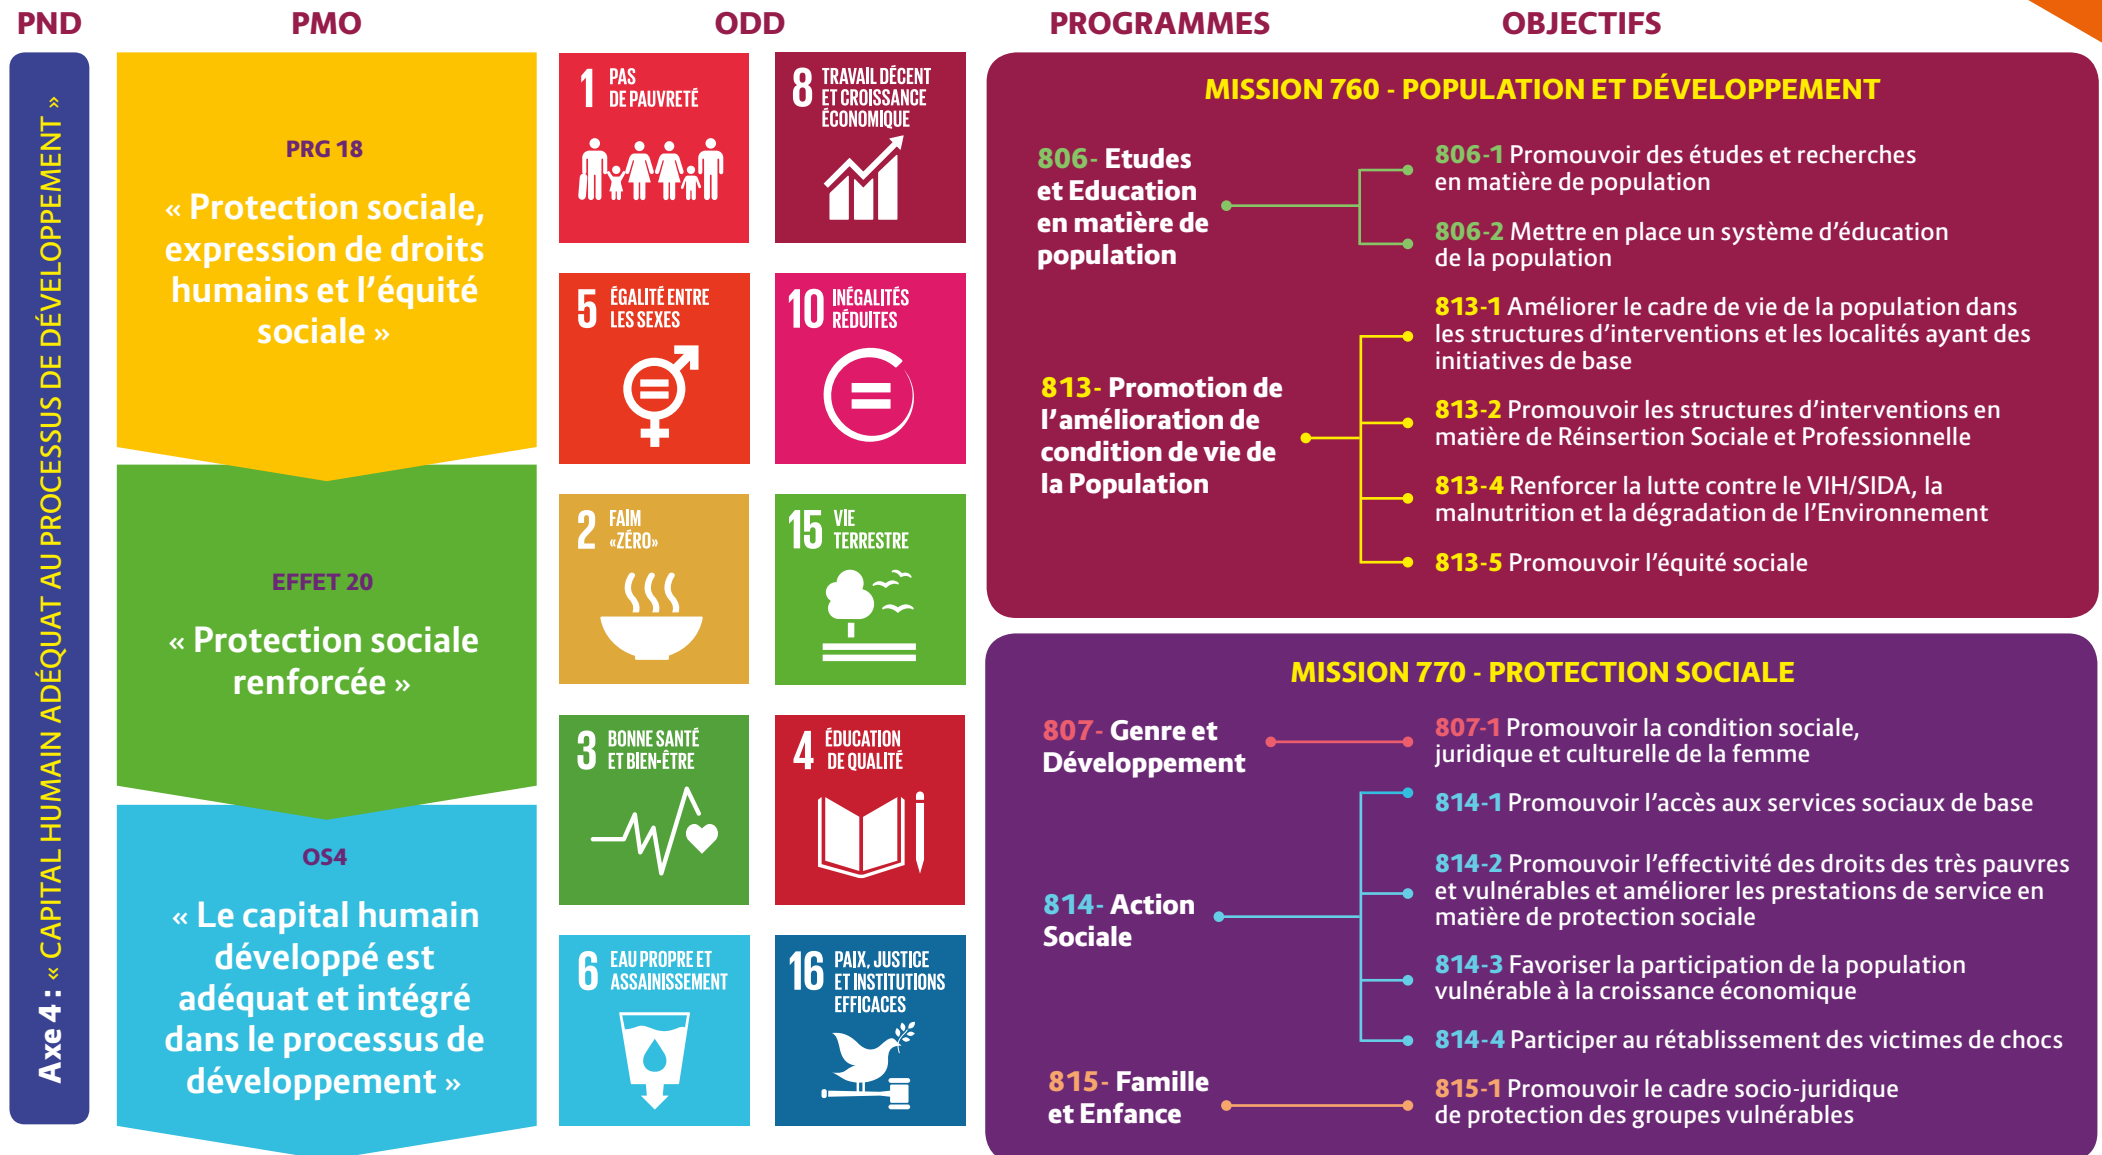 PND
PMO
ODD
PROGRAMMES
OBJECTIFS
Axe 4 : « CAPITAL HUMAIN ADÉQUAT AU PROCESSUS DE DÉVELOPPEMENT »
PRG 18
« Protection sociale,
expression de droits
humains et l’équité
sociale »
EFFET 20
« Protection sociale
renforcée »
OS4
« Le capital humain
développé est
adéquat et intégré
dans le processus de
développement »
1 PAS
DE PAUVRETÉ
8 TRAVAIL DÉCENT
ET CROISSANCE
ÉCONOMIQUE
5 ÉGALITÉ ENTRE
LES SEXES
10 INÉGALITÉS
RÉDUITES
2 FAIM
«ZÉRO»
15 VIE
TERRESTRE
3 BONNE SANTÉ
ET BIEN-ÊTRE
4 ÉDUCATION
DE QUALITÉ
6 EAU PROPRE ET
ASSAINISSEMENT
16 PAIX, JUSTICE
ET INSTITUTIONS
EFFICACES
MISSION 760 - POPULATION ET DÉVELOPPEMENT
806- Etudes
et Education
en matière de
population
806-1 Promouvoir des études et recherches
en matière de population
806-2 Mettre en place un système d’éducation
de la population
813- Promotion de
l’amélioration de
condition de vie de
la Population
813-1 Améliorer le cadre de vie de la population dans
les structures d’interventions et les localités ayant des
initiatives de base
813-2 Promouvoir les structures d’interventions en
matière de Réinsertion Sociale et Professionnelle
813-4 Renforcer la lutte contre le VIH/SIDA, la
malnutrition et la dégradation de l’Environnement
813-5 Promouvoir l’équité sociale
MISSION 770 - PROTECTION SOCIALE
807- Genre et
Développement
807-1 Promouvoir la condition sociale,
juridique et culturelle de la femme
814- Action
Sociale
814-1 Promouvoir l’accès aux services sociaux de base
814-2 Promouvoir l’effectivité des droits des très pauvres
et vulnérables et améliorer les prestations de service en
matière de protection sociale
814-3 Favoriser la participation de la population
vulnérable à la croissance économique
814-4 Participer au rétablissement des victimes de chocs
815- Famille
et Enfance
815-1 Promouvoir le cadre socio-juridique
de protection des groupes vulnérables